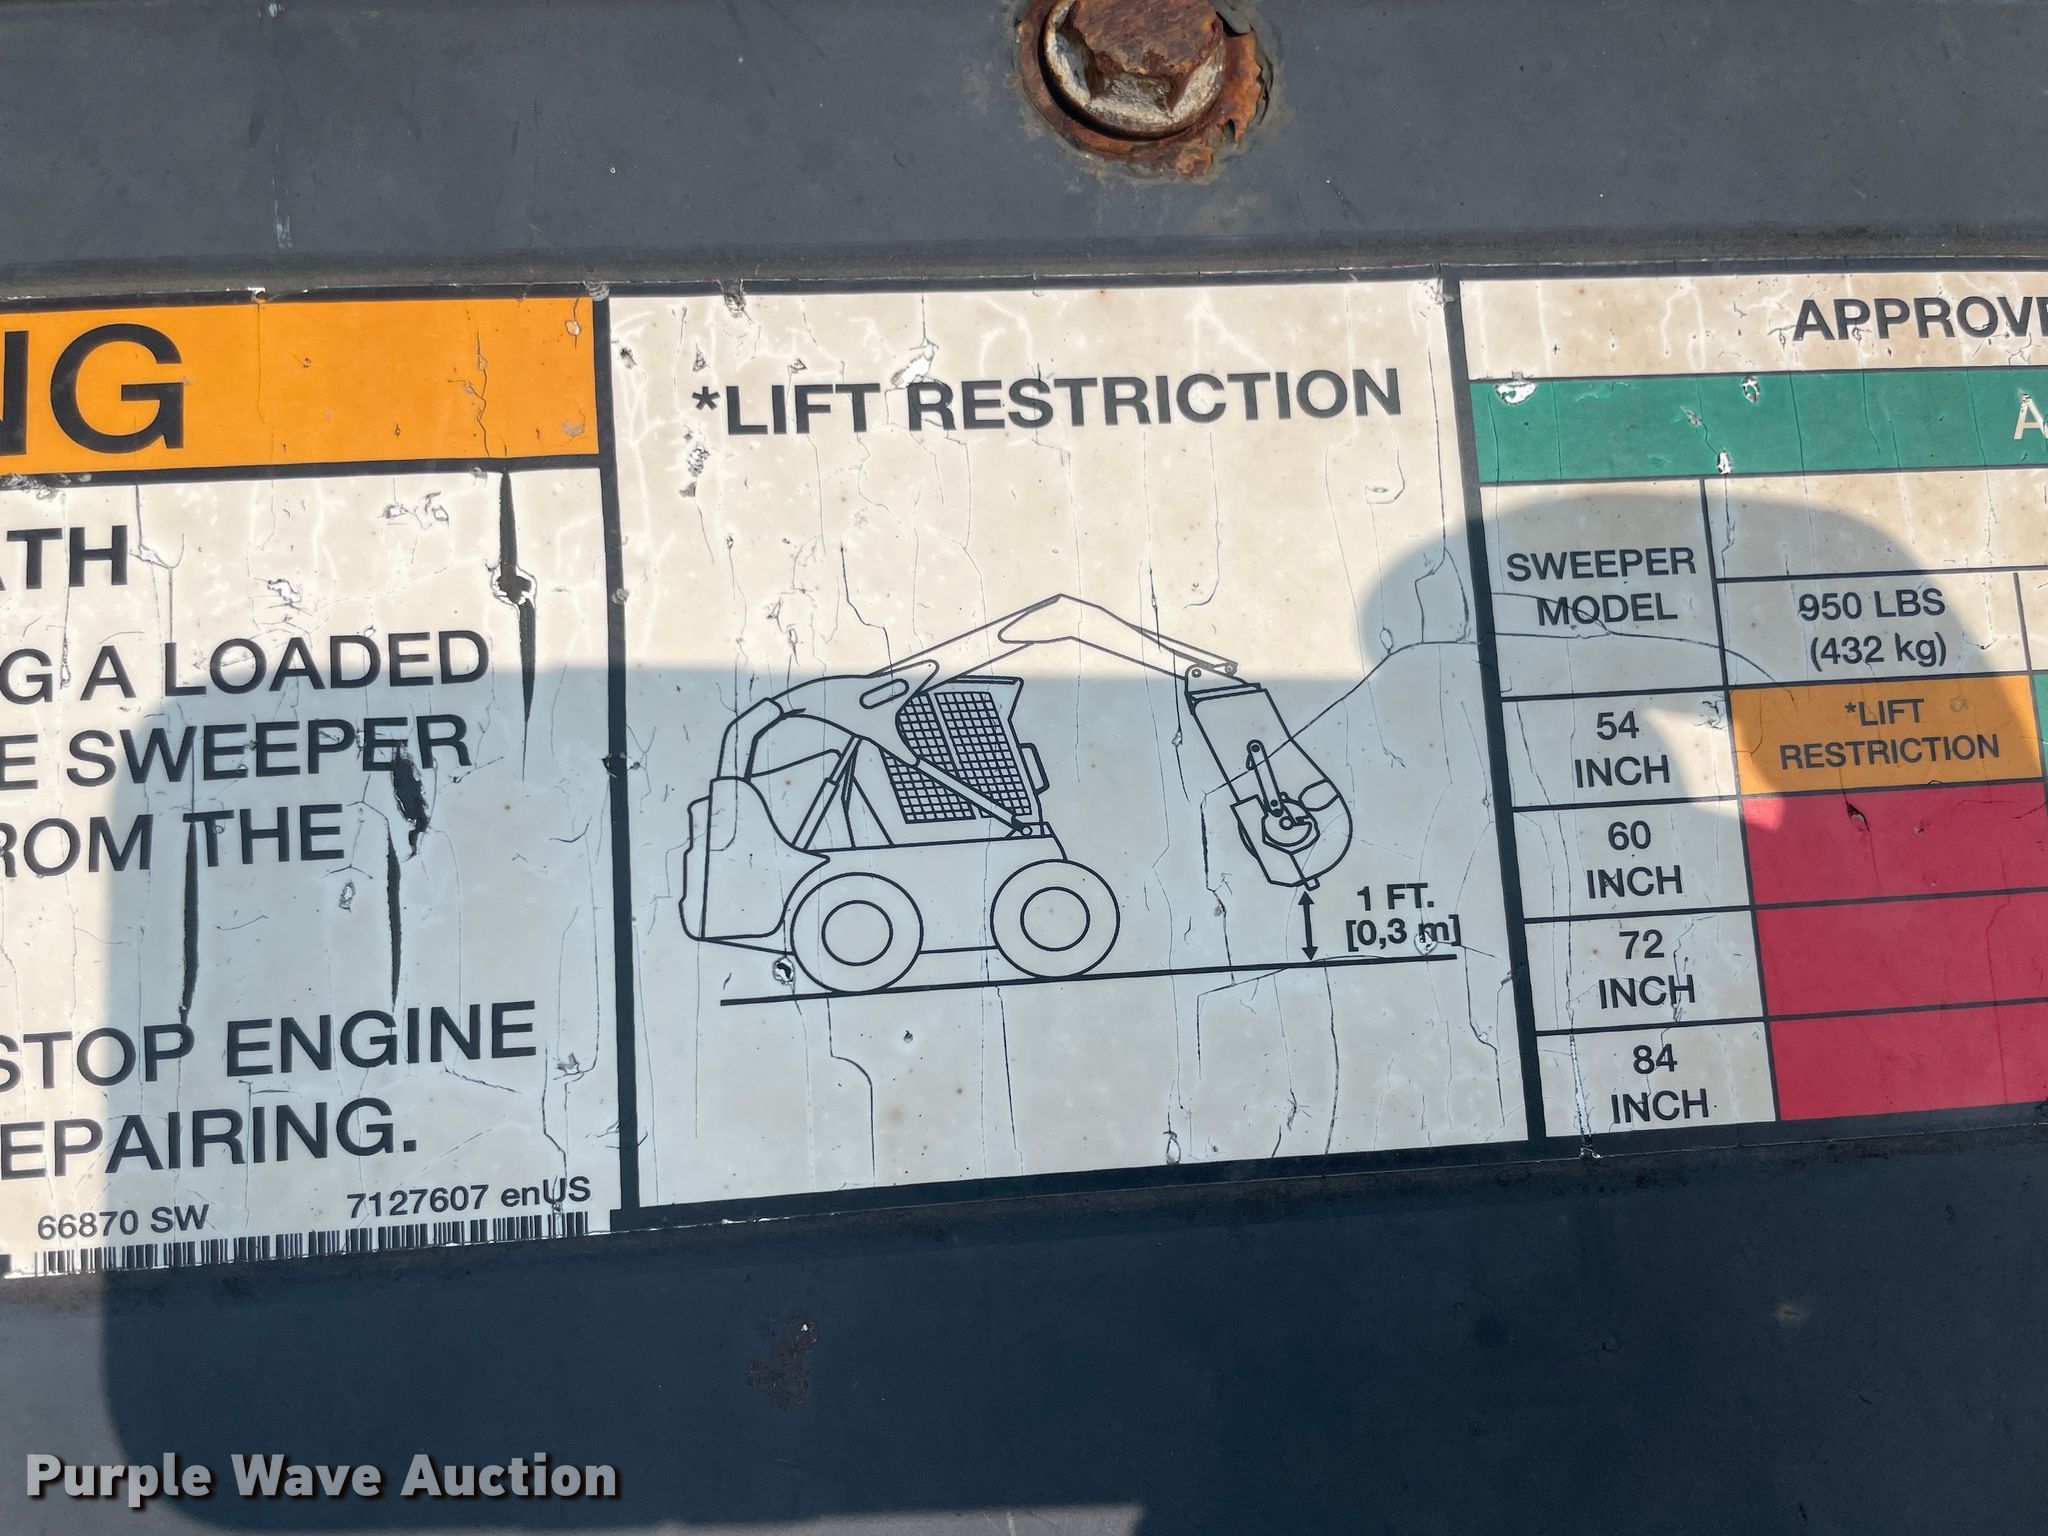 NG
ATH
G A LOADED
E SWEEPER
ROM THE
STOP ENGINE
EPAIRING.
66870 SW
7127607 enUS
*LIFT RESTRICTION
1 FT.
[0,3 m]
APPROVE
A
SWEEPER
MODEL
950 LBS
(432 kg)
54
INCH
*LIFT
RESTRICTION
60
INCH
72
INCH
84
INCH
Purple Wave Auction